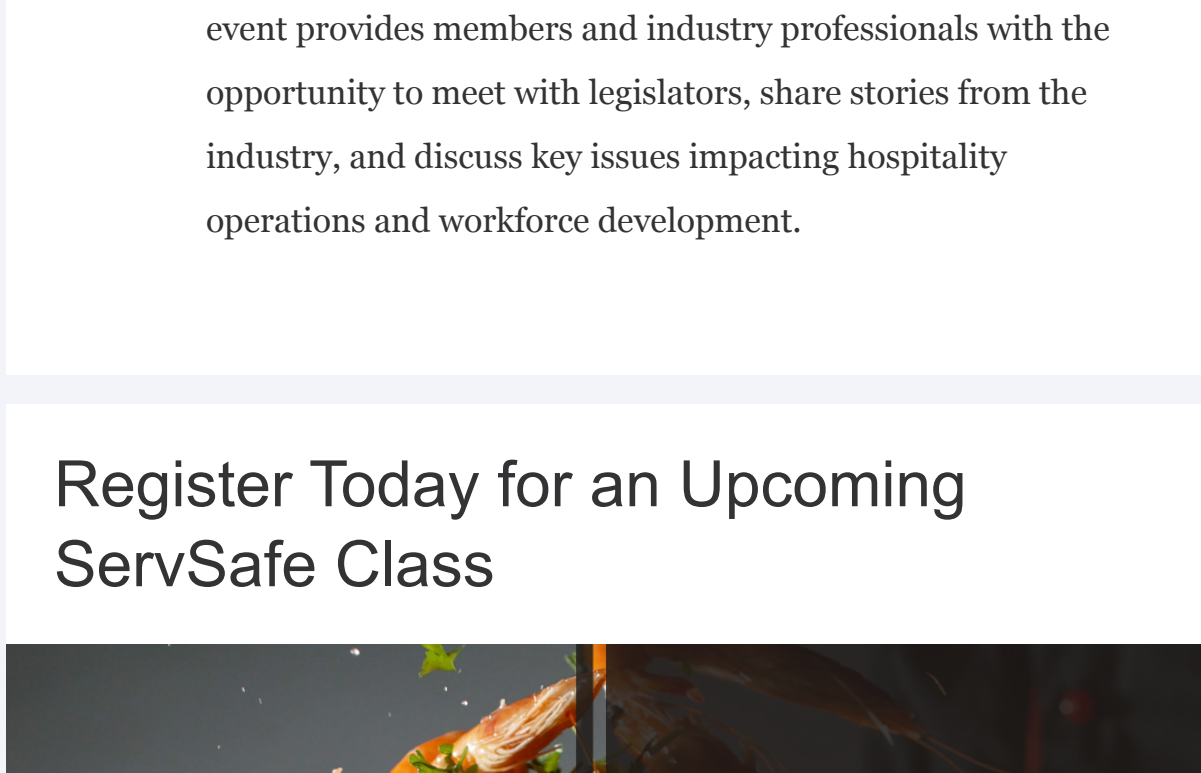 event provides members and industry professionals with the
opportunity to meet with legislators, share stories from the
industry, and discuss key issues impacting hospitality
operations and workforce development.
Register Today for an Upcoming
ServSafe Class